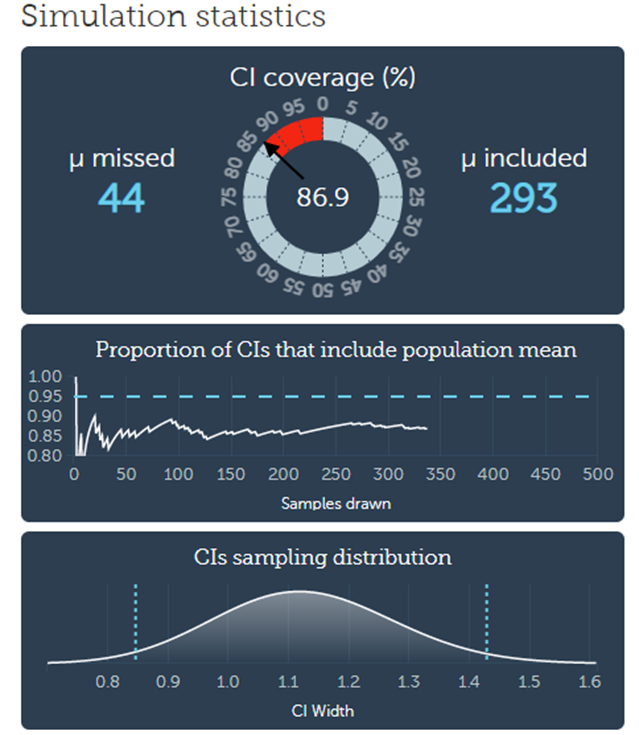 Simulation statistics
CI coverage (%)
0 5 10 15 20 25 30 35 40 45 50 55 60 65 70 75 80 85 90 95
μ missed
44
86.9
μ included
293
Proportion of CIs that include population mean
1.00
0.95
0.90
0.85
0.80
0 50 100 150 200 250 300 350 400 450 500
Samples drawn
CIs sampling distribution
0.8 0.9 1.0 1.1 1.2 1.3 1.4 1.5 1.6
CI Width